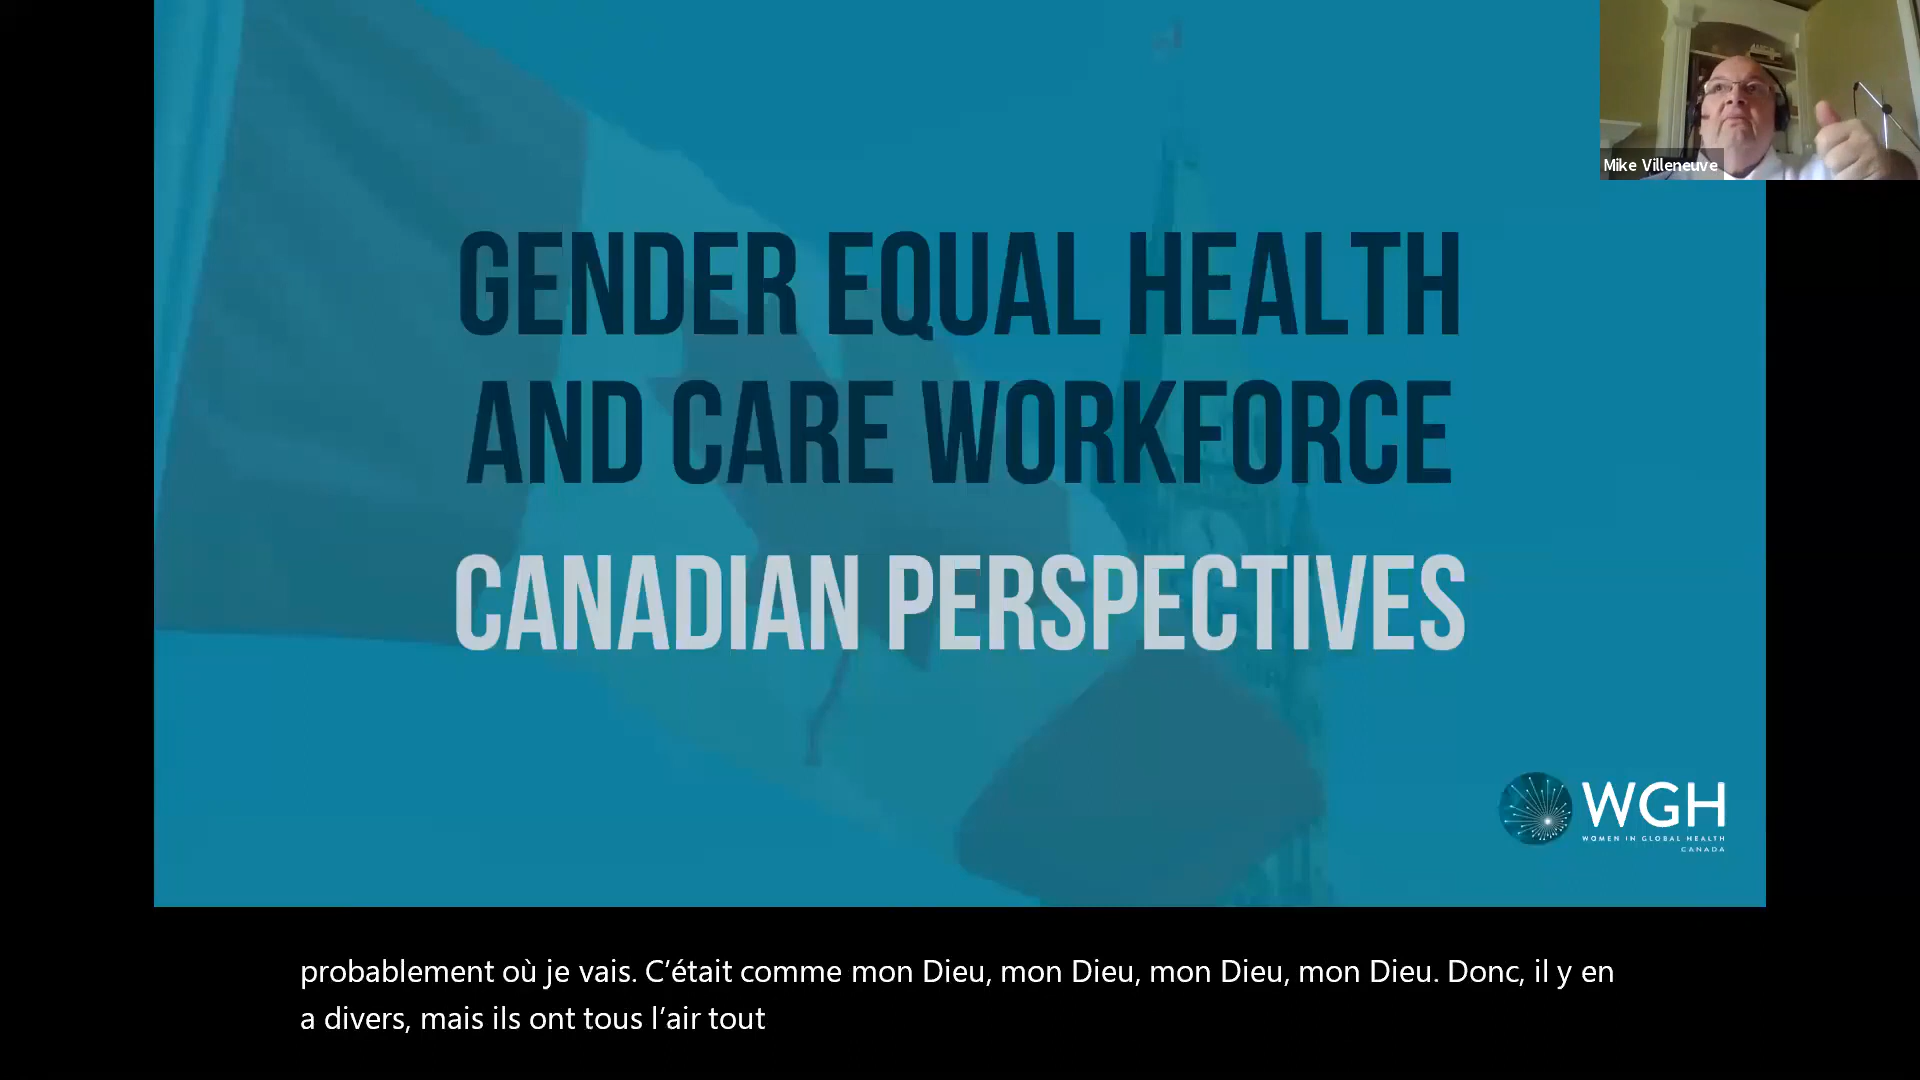 Mike Villeneuve
GENDER EQUAL HEALTH
AND CARE WORKFORCE
CANADIAN PERSPECTIVES
WGH
WOMEN IN GLOBAL HEALTH
CANADA
probablement où je vais. C’était comme mon Dieu, mon Dieu, mon Dieu, mon Dieu. Donc, il y en
a divers, mais ils ont tous l’air tout